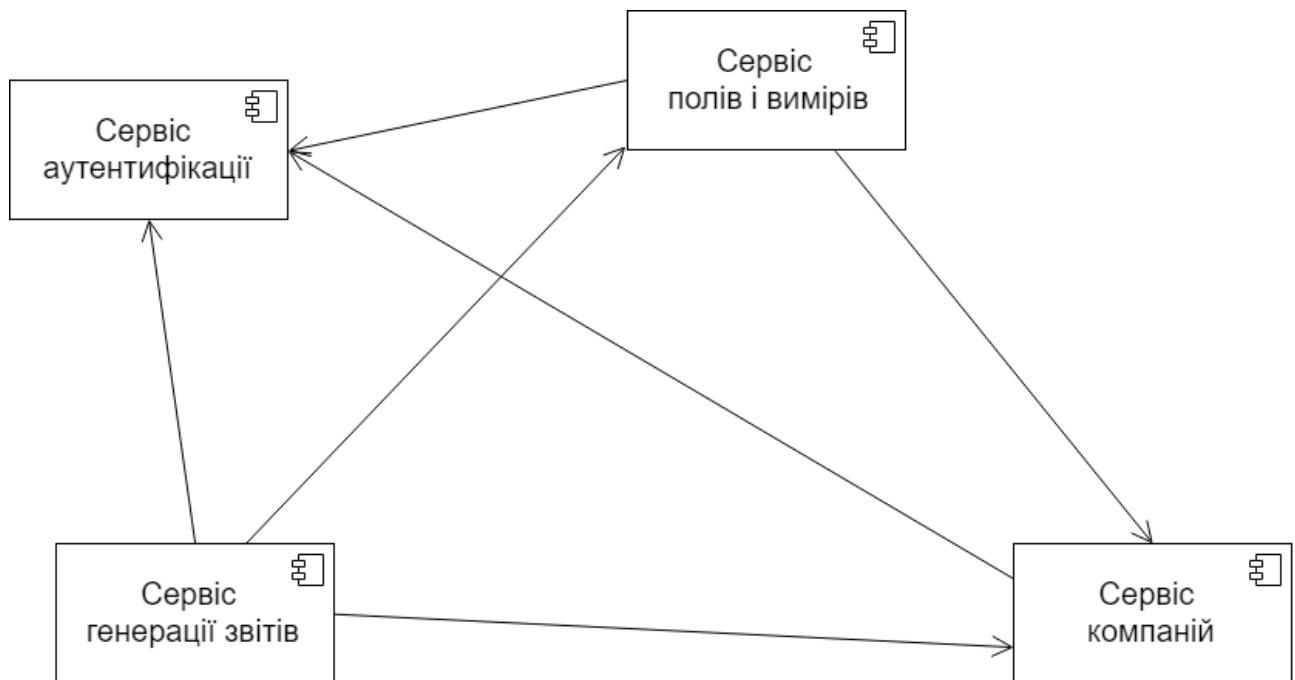 Сервіс
полів і вимірів
Сервіс
аутентифікації
Сервіс
генерації звітів
Сервіс
компаній